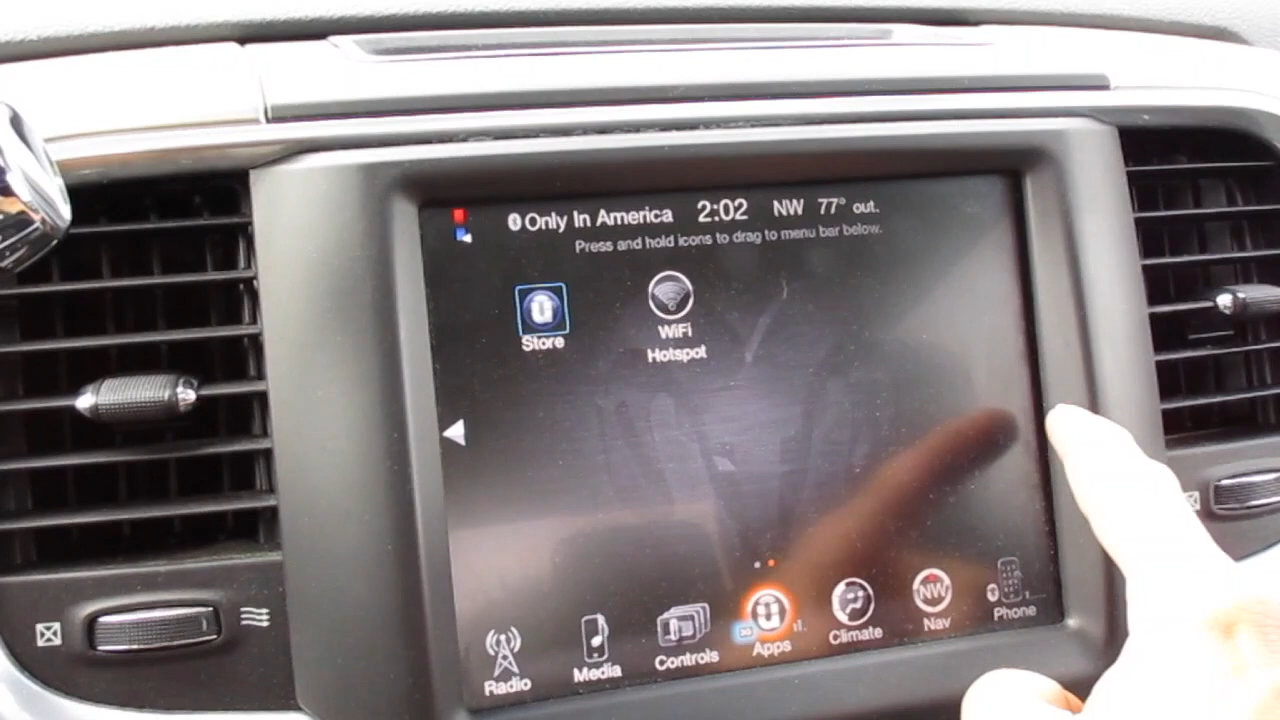 Only In America 2:02 NW 77° out.
Press and hold icons to drag to menu bar below.
Store
WiFi
Hotspot
NW
Radio
Media
Controls
Apps
Climate
Nav
Phone